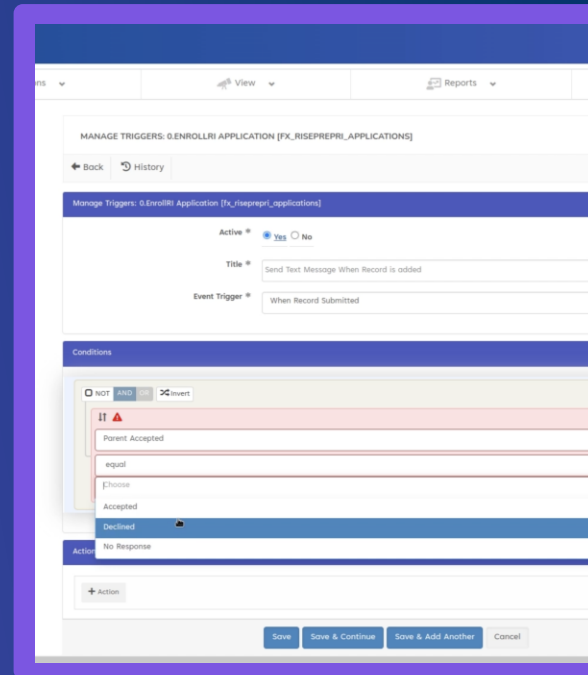 ns
View
Reports
MANAGE TRIGGERS: 0.ENROLLRI APPLICATION [FX_RISEPREPRI_APPLICATIONS]
Back History
Manage Triggers: 0.EnrollRI Application [fx_riseprepri_applications]
Active * Yes No
Title * Send Text Message When Record is added
Event Trigger * When Record Submitted
Conditions
NOT AND OR Invert
Parent Accepted
equal
Choose
Accepted
Declined
No Response
Action
+ Action
Save Save & Continue Save & Add Another Cancel